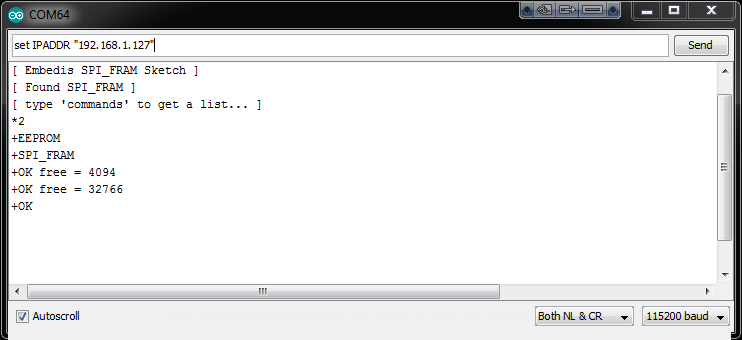 COM64
set IPADDR "192.168.1.127"
Send
[ Embedis SPI_FRAM Sketch ]
[ Found SPI_FRAM ]
[ type 'commands' to get a list... ]
*2
+EEPROM
+SPI_FRAM
+OK free = 4094
+OK free = 32766
+OK
Autoscroll
Both NL & CR
115200 baud